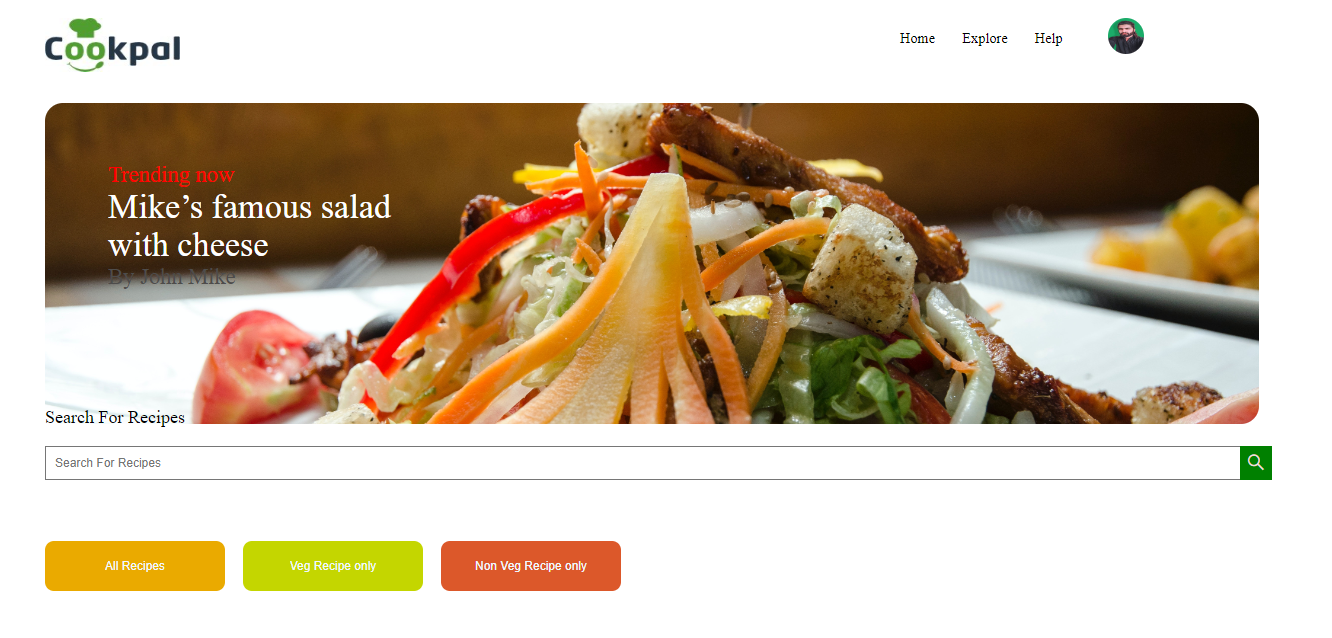 Cookpal
Home Explore Help
Trending now
Mike’s famous salad
with cheese
By John Mike
Search For Recipes
Search For Recipes
All Recipes Veg Recipe only Non Veg Recipe only